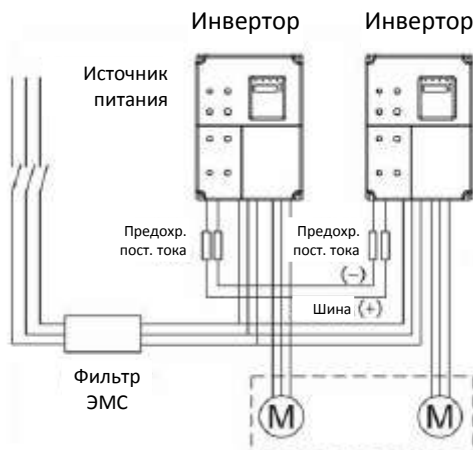 Инвертор
Инвертор
Источник
питания
Предохр.
пост. тока
Предохр.
пост. тока
(−)
Шина (+)
Фильтр
ЭМС
M
M